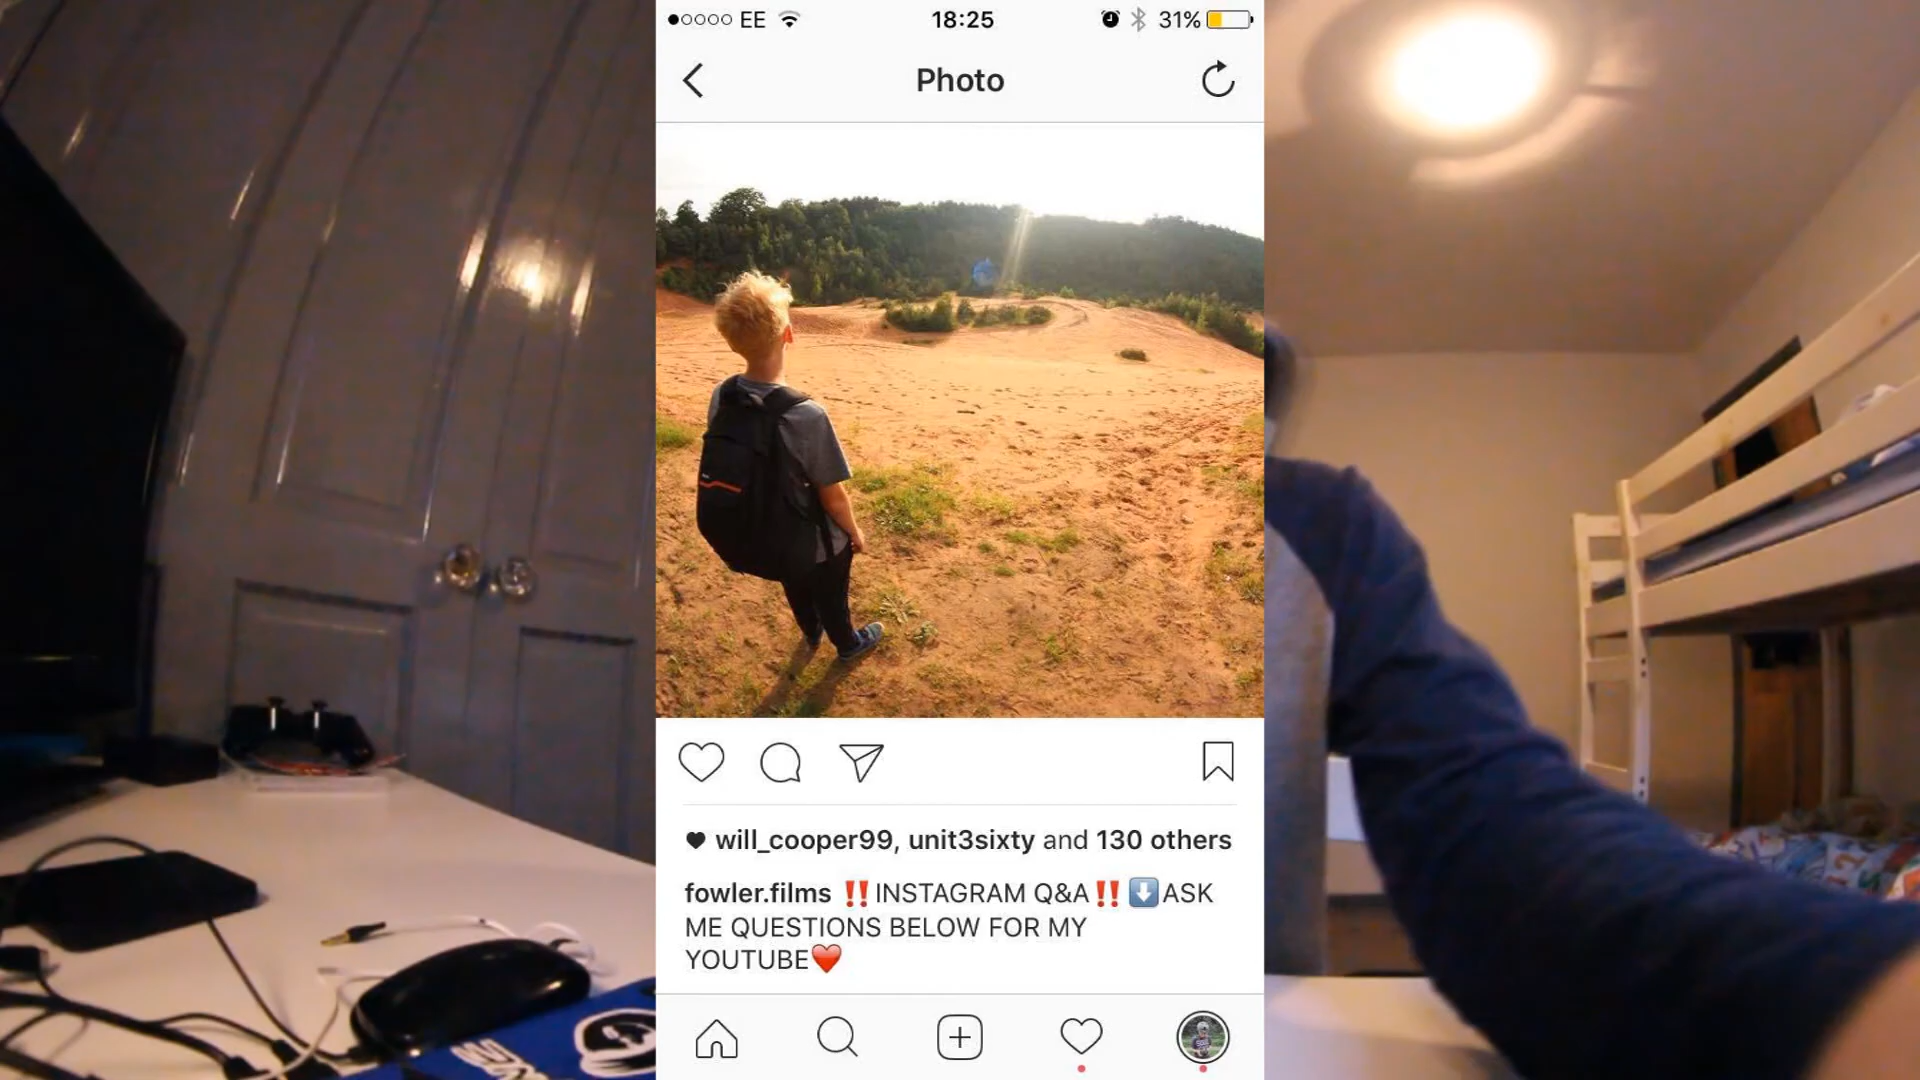 EE 18:25 31%
Photo
will_cooper99, unit3sixty and 130 others
fowler.films ‼️INSTAGRAM Q&A‼️⬇️ASK
ME QUESTIONS BELOW FOR MY
YOUTUBE❤️